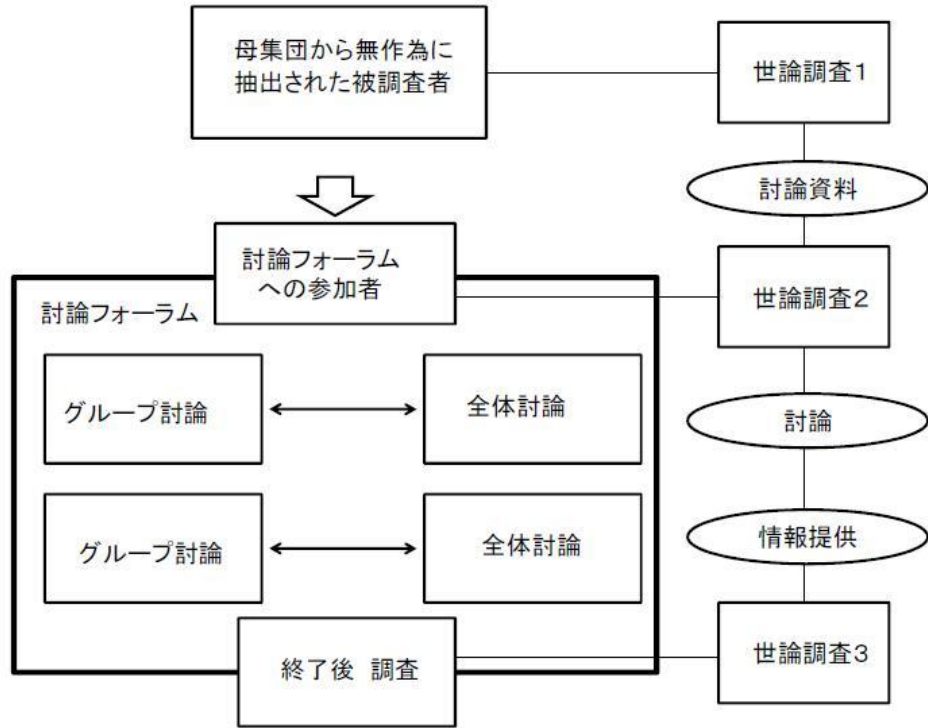 母集団から無作為に
抽出された被調査者
世論調査1
討論資料
討論フォーラム
への参加者
世論調査2
討論フォーラム
グループ討論
全体討論
討論
グループ討論
全体討論
情報提供
終了後 調査
世論調査3